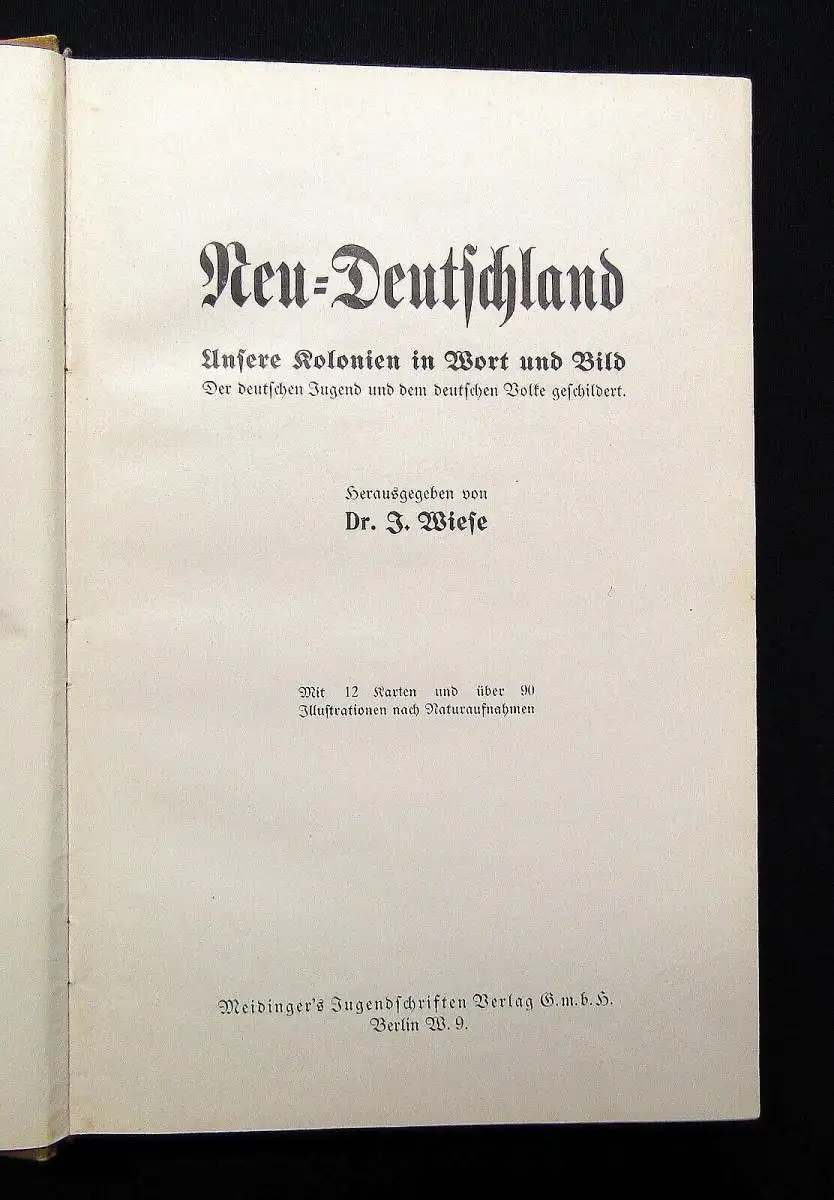 Neu-Deutschland
Unsere Kolonien in Wort und Bild
Der deutschen Jugend und dem deutschen Volke geschildert.
Herausgegeben von
Dr. J. Wiese
Mit 12 Karten und über 90
Illustrationen nach Naturaufnahmen
Meidinger's Jugendschriften Verlag G.m.b.H.
Berlin W. 9.